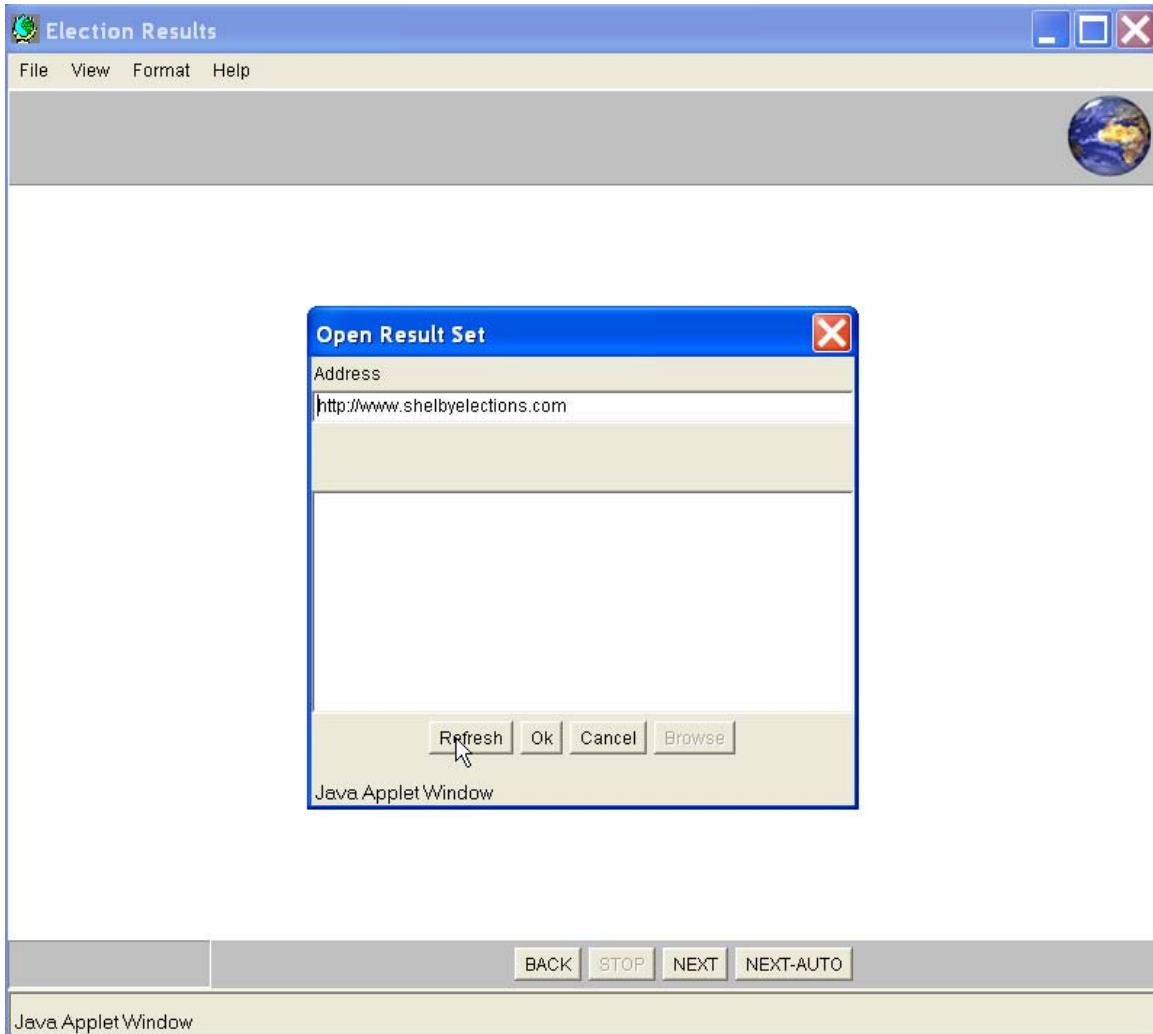 Election Results
File View Format Help
Open Result Set
Address
http://www.shelbyelections.com
Refresh Ok Cancel Browse
Java Applet Window
BACK STOP NEXT NEXT-AUTO
Java Applet Window